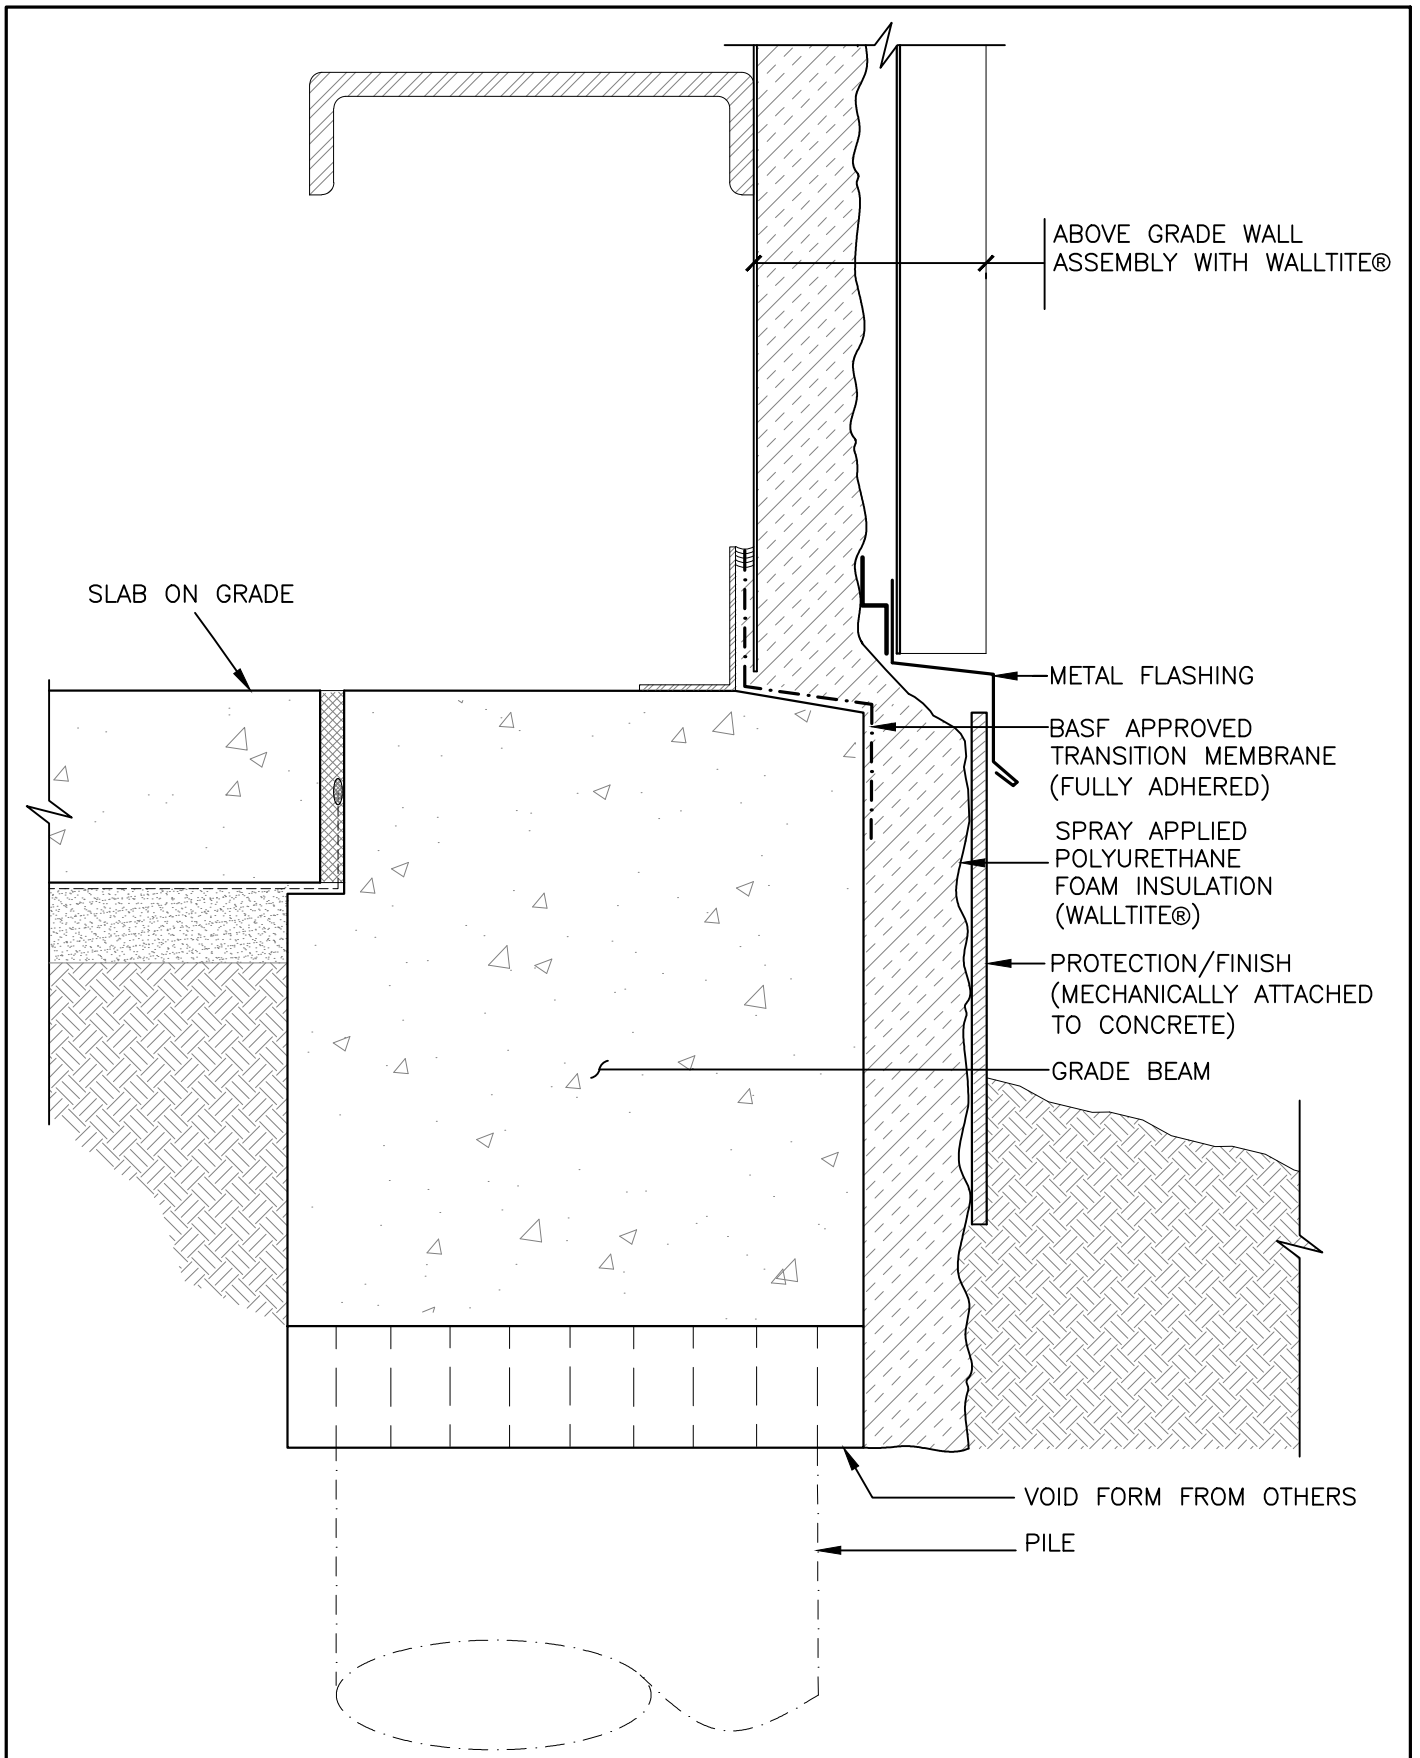 ABOVE GRADE WALL
ASSEMBLY WITH WALLTITE®
SLAB ON GRADE
METAL FLASHING
BASF APPROVED
TRANSITION MEMBRANE
(FULLY ADHERED)
SPRAY APPLIED
POLYURETHANE
FOAM INSULATION
(WALLTITE®)
PROTECTION/FINISH
(MECHANICALLY ATTACHED
TO CONCRETE)
GRADE BEAM
VOID FORM FROM OTHERS
PILE